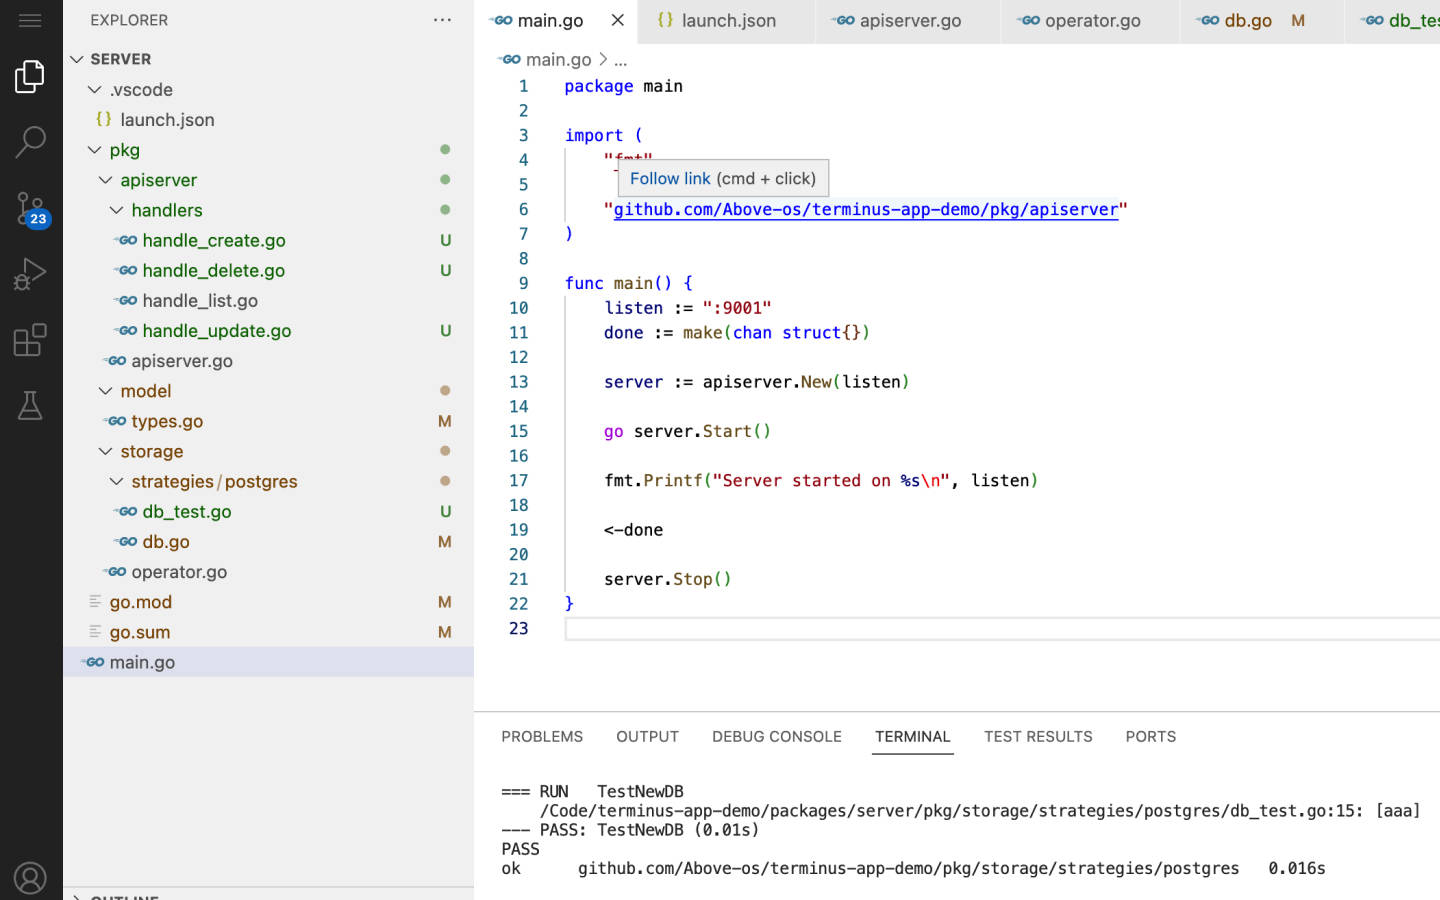 EXPLORER
SERVER
.vscode
{} launch.json
pkg
apiserver
handlers
GO handle_create.go U
GO handle_delete.go U
GO handle_list.go
GO handle_update.go U
GO apiserver.go
model
GO types.go M
storage
strategies/postgres
GO db_test.go U
GO db.go M
GO operator.go
go.mod M
go.sum M
GO main.go
23
GO main.go
{} launch.json
GO apiserver.go
GO operator.go
GO db.go M
GO db_tes
GO main.go > ...
1 package main
2
3 import (
4 "fmt"
Follow link (cmd + click)
5
6 "github.com/Above-os/terminus-app-demo/pkg/apiserver"
7 )
8
9 func main() {
10 listen := ":9001"
11 done := make(chan struct{})
12
13 server := apiserver.New(listen)
14
15 go server.Start()
16
17 fmt.Printf("Server started on %s\n", listen)
18
19 <-done
20
21 server.Stop()
22 }
23
PROBLEMS OUTPUT DEBUG CONSOLE TERMINAL TEST RESULTS PORTS
=== RUN TestNewDB
/Code/terminus-app-demo/packages/server/pkg/storage/strategies/postgres/db_test.go:15: [aaa]
--- PASS: TestNewDB (0.01s)
PASS
ok github.com/Above-os/terminus-app-demo/pkg/storage/strategies/postgres 0.016s
OUTLINE